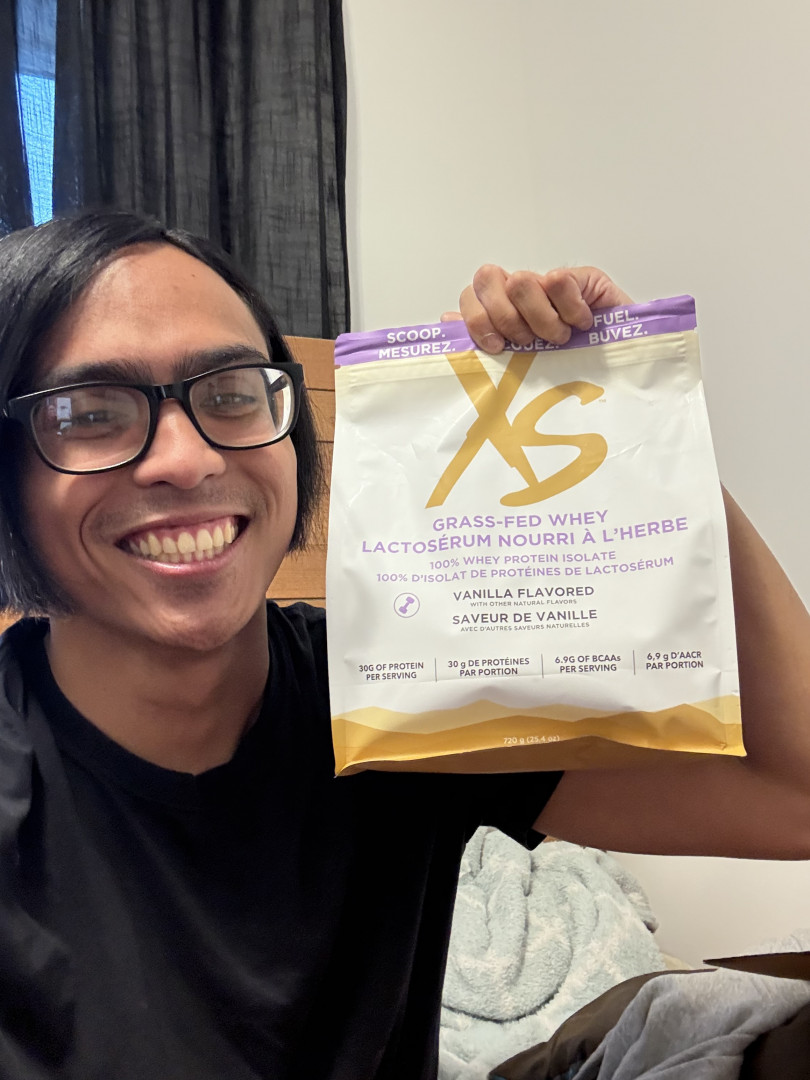 SCOOP.
MESUREZ.
FUEL.
BUVEZ.
XS
GRASS-FED WHEY
LACTOSÉRUM NOURRI À L'HERBE
100% WHEY PROTEIN ISOLATE
100% D'ISOLAT DE PROTÉINES DE LACTOSÉRUM
VANILLA FLAVORED
WITH OTHER NATURAL FLAVORS
SAVEUR DE VANILLE
AVEC D'AUTRES SAVEURS NATURELLES
30G OF PROTEIN
PER SERVING
30 g DE PROTÉINES
PAR PORTION
6.9G OF BCAAs
PER SERVING
6,9 g D'AACR
PAR PORTION
720 g (25.4 oz)